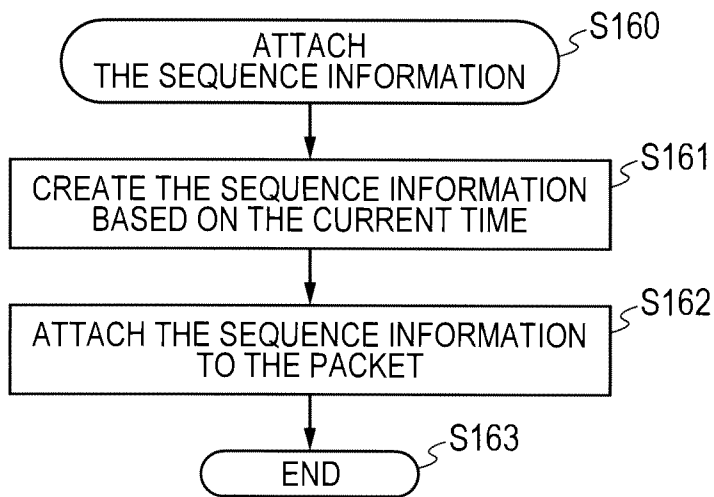 ATTACH
THE SEQUENCE INFORMATION
S160
CREATE THE SEQUENCE INFORMATION
BASED ON THE CURRENT TIME
S161
ATTACH THE SEQUENCE INFORMATION
TO THE PACKET
S162
END
S163